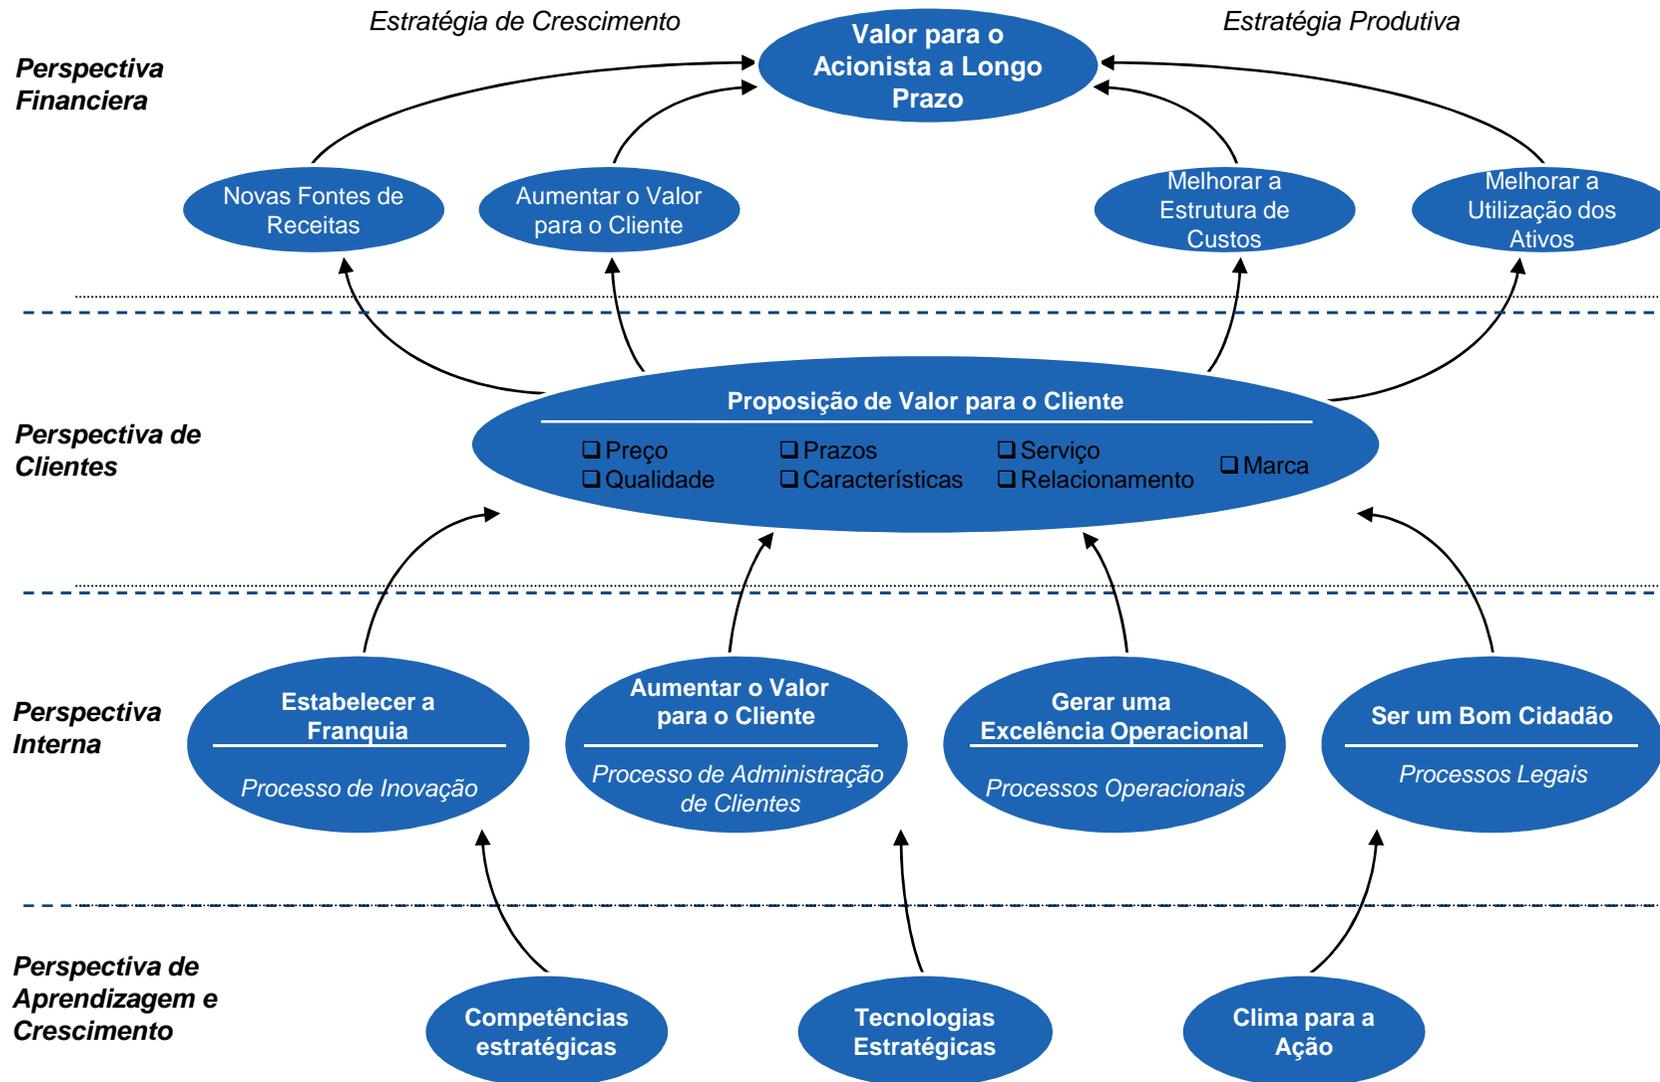 Estratégia de Crescimento
Estratégia Produtiva
Valor para o
Acionista a Longo
Prazo
Perspectiva
Financiera
Novas Fontes de
Receitas
Aumentar o Valor
para o Cliente
Melhorar a
Estrutura de
Custos
Melhorar a
Utilização dos
Ativos
Perspectiva de
Clientes
Proposição de Valor para o Cliente
❑ Preço
❑ Qualidade
❑ Prazos
❑ Características
❑ Serviço
❑ Relacionamento
❑ Marca
Perspectiva
Interna
Estabelecer a
Franquia
Processo de Inovação
Aumentar o Valor
para o Cliente
Processo de Administração
de Clientes
Gerar uma
Excelência Operacional
Processos Operacionais
Ser um Bom Cidadão
Processos Legais
Perspectiva de
Aprendizagem e
Crescimento
Competências
estratégicas
Tecnologias
Estratégicas
Clima para a
Ação